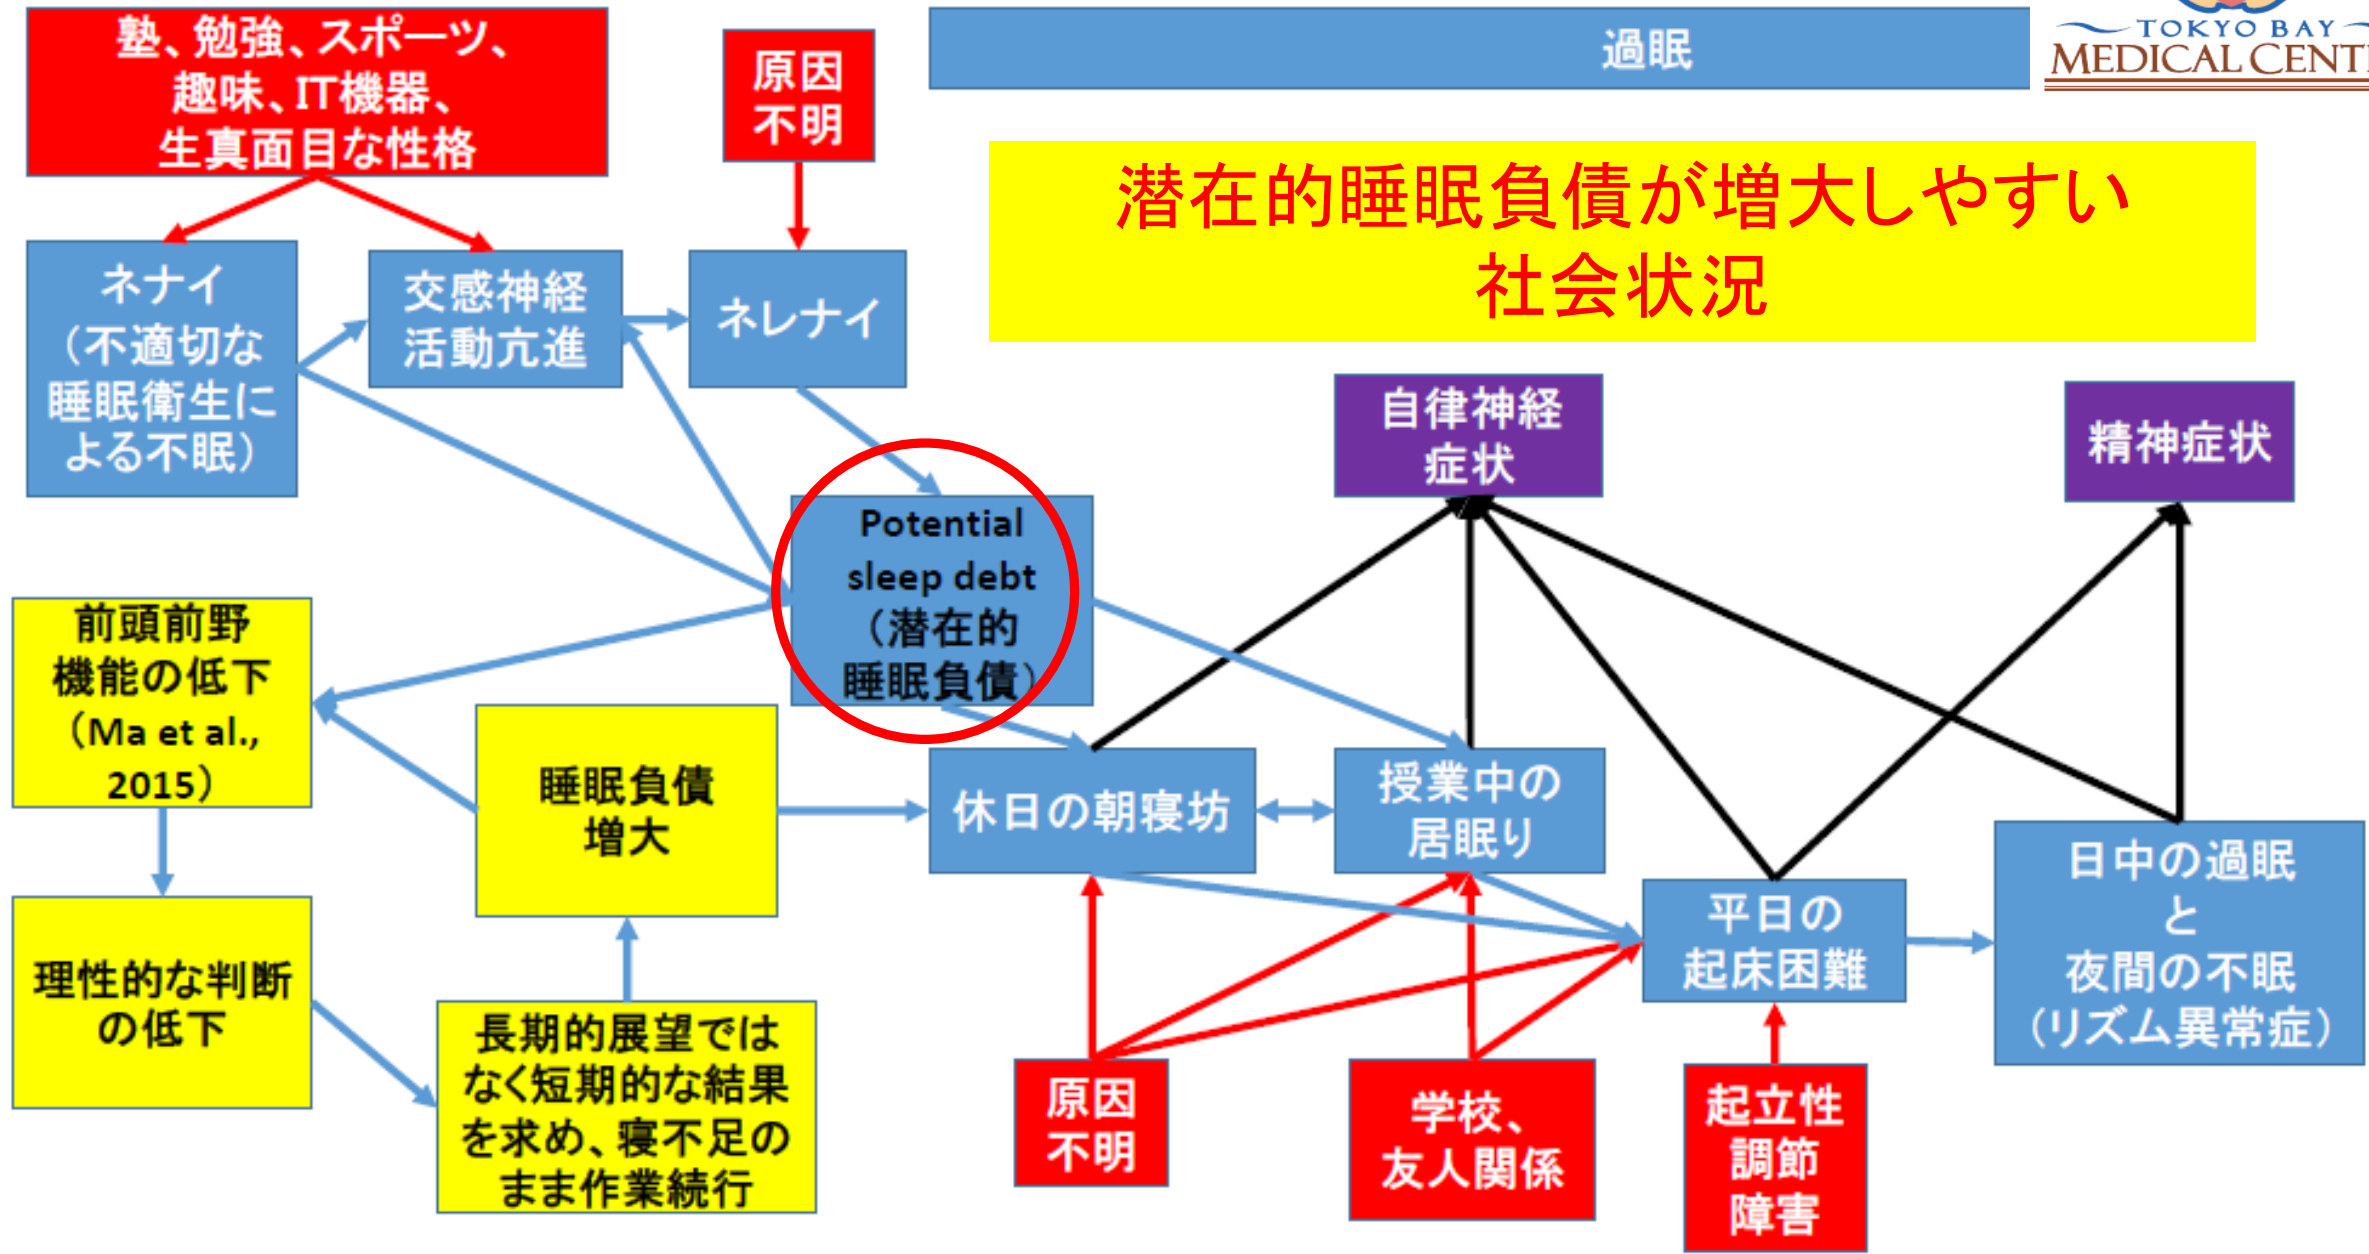 塾、勉強、スポーツ、
趣味、IT機器、
生真面目な性格
原因
不明
過眠
TOKYO BAY
MEDICAL
潜在的睡眠負債が増大しやすい
社会状況
ネナイ
（不適切な
睡眠衛生に
よる不眠）
交感神経
活動亢進
ネレナイ
自律神経
症状
精神症状
Potential
sleep debt
（潜在的
睡眠負債）
前頭前野
機能の低下
（Ma et al.,
2015）
睡眠負債
増大
休日の朝寝坊
授業中の
居眠り
平日の
起床困難
日中の過眠
と
夜間の不眠
（リズム異常症）
理性的な判断
の低下
長期的展望では
なく短期的な結果
を求め、寝不足の
まま作業続行
原因
不明
学校、
友人関係
起立性
調節
障害